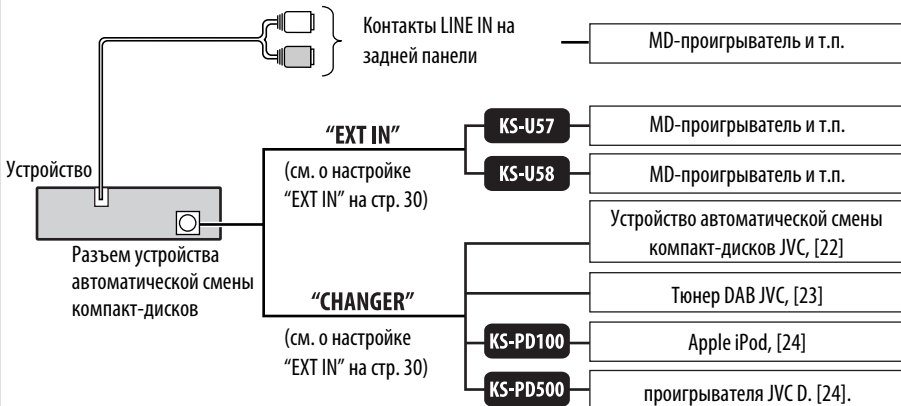 Контакты LINE IN на
задней панели
MD-проигрыватель и т.п.
"EXT IN"
(см. о настройке
"EXT IN" на стр. 30)
KS-U57
MD-проигрыватель и т.п.
KS-U58
MD-проигрыватель и т.п.
Устройство
Разъем устройства
автоматической смены
компакт-дисков
"CHANGER"
(см. о настройке
"EXT IN" на стр. 30)
Устройство автоматической смены
компакт-дисков JVC, [22]
Тюнер DAB JVC, [23]
KS-PD100
Apple iPod, [24]
KS-PD500
проигрывателя JVC D. [24].